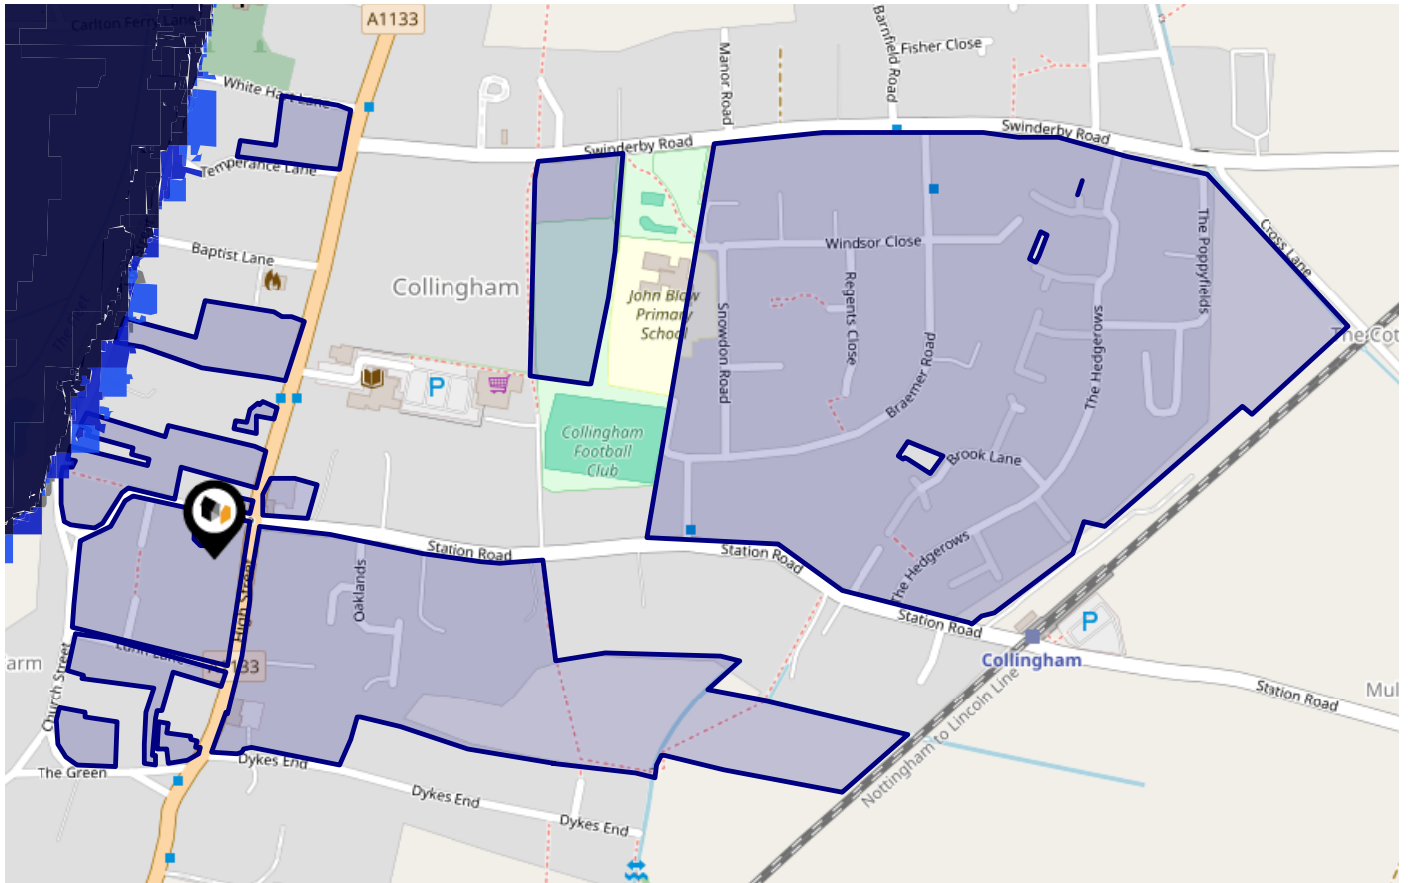 Carlton Ferry Lane
A1133
Barnfield Road
Fisher Close
Manor Road
White Hart Lane
Swinderby Road
Swinderby Road
Temperance Lane
Baptist Lane
Windsor Close
The Poppyfields
Cross Lane
Collingham
John Blow
Primary
School
Regents Close
Snowdon Road
The Hedgerows
Braemer Road
The Cot
P
Collingham
Football
Club
Brook Lane
Station Road
Station Road
The Hedgerows
Oaklands
High Street
Station Road
P
Collingham
Lunn Lane
arm
Church Street
Station Road
Mul
Nottingham to Lincoln Line
The Green
Dykes End
Dykes End
Dykes End